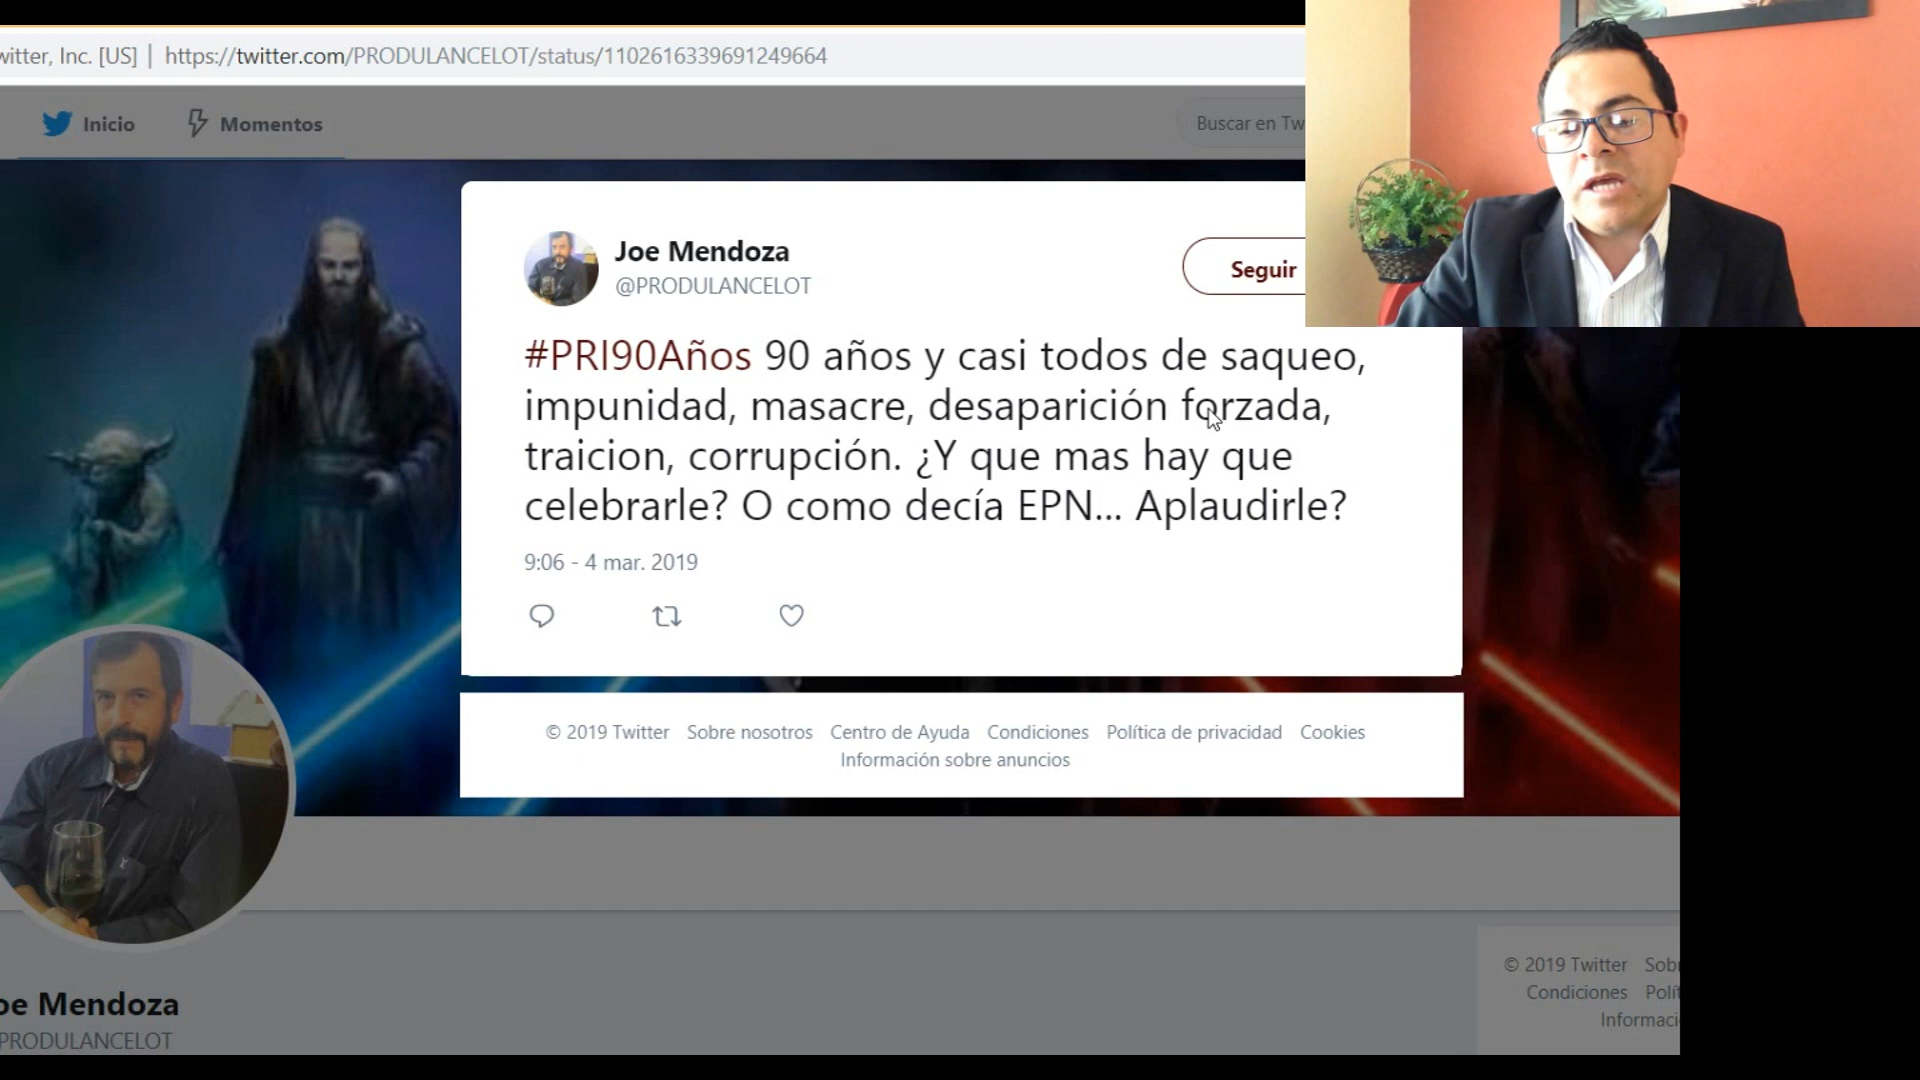 witter, Inc. [US] | https://twitter.com/PRODULANCELOT/status/1102616339691249664
Inicio Momentos Buscar en Tw
Joe Mendoza
@PRODULANCELOT
Seguir
#PRI90Años 90 años y casi todos de saqueo,
impunidad, masacre, desaparición forzada,
traicion, corrupción. ¿Y que mas hay que
celebrarle? O como decía EPN... Aplaudirle?
9:06 - 4 mar. 2019
© 2019 Twitter Sobre nosotros Centro de Ayuda Condiciones Política de privacidad Cookies
Información sobre anuncios
oe Mendoza
PRODULANCELOT
© 2019 Twitter Sob
Condiciones Polít
Informaci